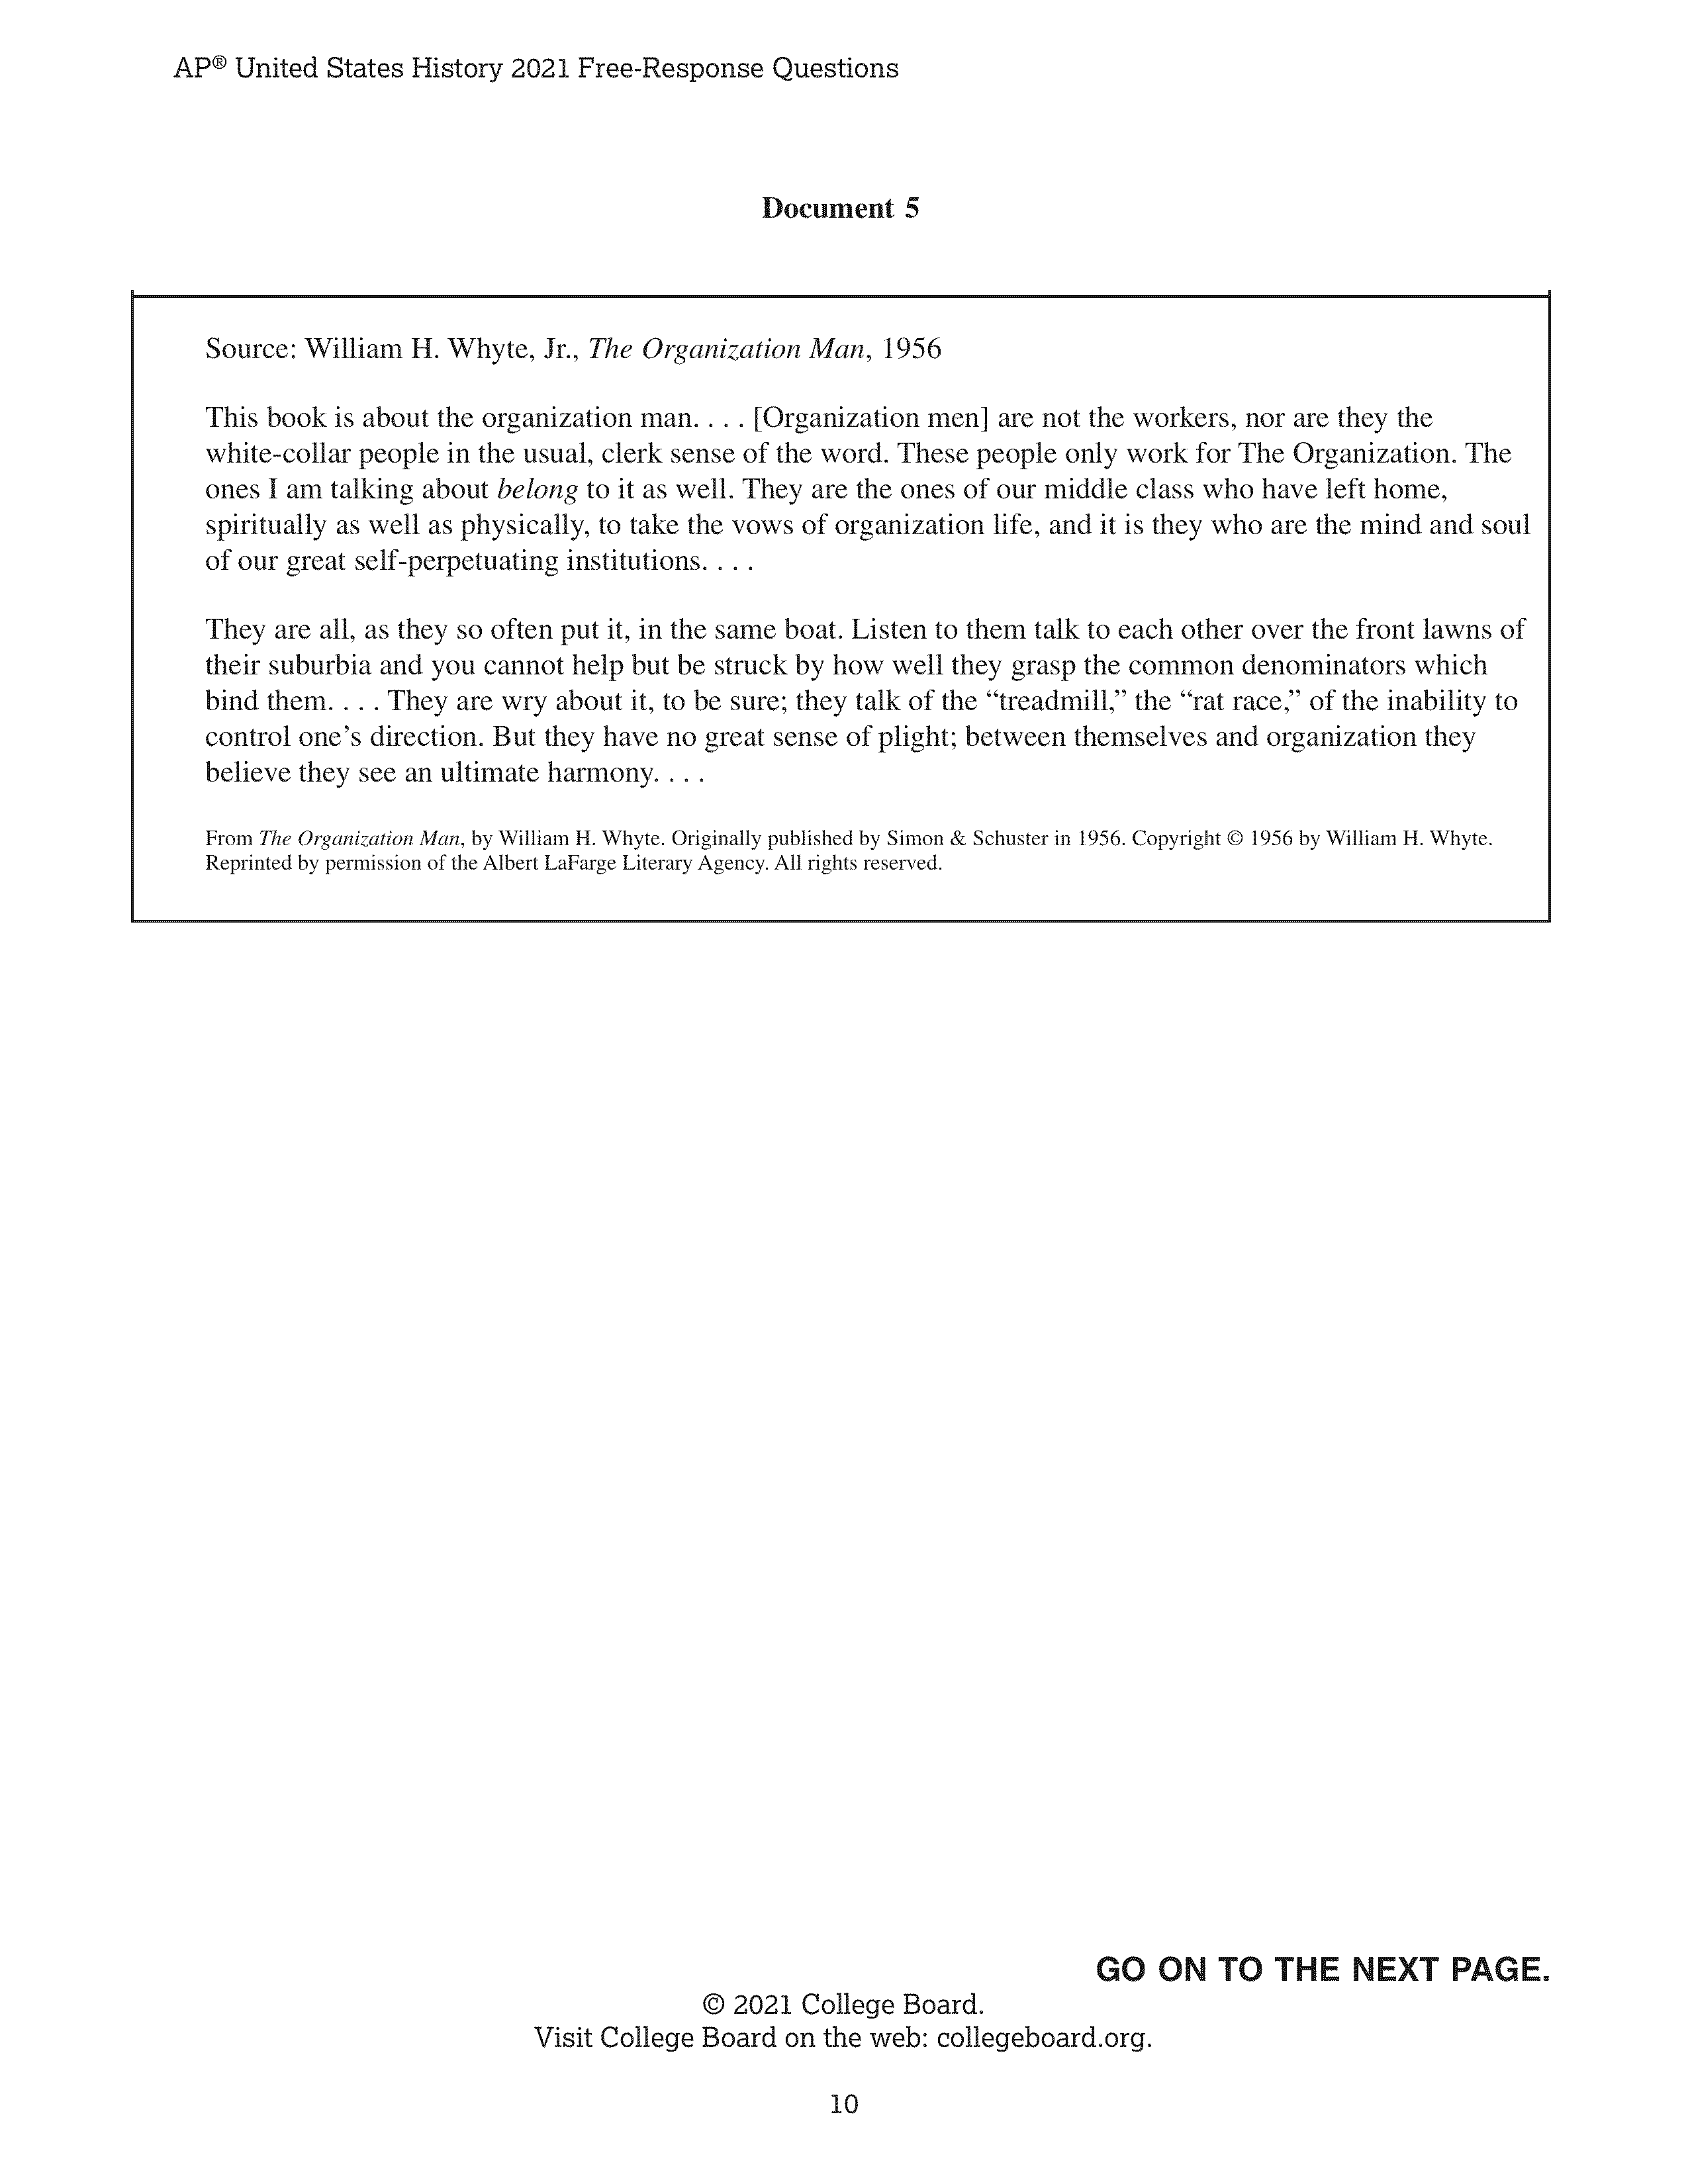 AP® United States History 2021 Free-Response Questions
Document 5
Source: William H. Whyte, Jr., The Organization Man, 1956
This book is about the organization man. . . . [Organization men] are not the workers, nor are they the
white-collar people in the usual, clerk sense of the word. These people only work for The Organization. The
ones I am talking about belong to it as well. They are the ones of our middle class who have left home,
spiritually as well as physically, to take the vows of organization life, and it is they who are the mind and soul
of our great self-perpetuating institutions. . . .
They are all, as they so often put it, in the same boat. Listen to them talk to each other over the front lawns of
their suburbia and you cannot help but be struck by how well they grasp the common denominators which
bind them. . . . They are wry about it, to be sure; they talk of the “treadmill,” the “rat race,” of the inability to
control one’s direction. But they have no great sense of plight; between themselves and organization they
believe they see an ultimate harmony. . . .
From The Organization Man, by William H. Whyte. Originally published by Simon & Schuster in 1956. Copyright © 1956 by William H. Whyte.
Reprinted by permission of the Albert LaFarge Literary Agency. All rights reserved.
GO ON TO THE NEXT PAGE.
© 2021 College Board.
Visit College Board on the web: collegeboard.org.
10